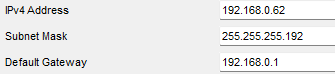 IPv4 Address 192.168.0.62
Subnet Mask 255.255.255.192
Default Gateway 192.168.0.1